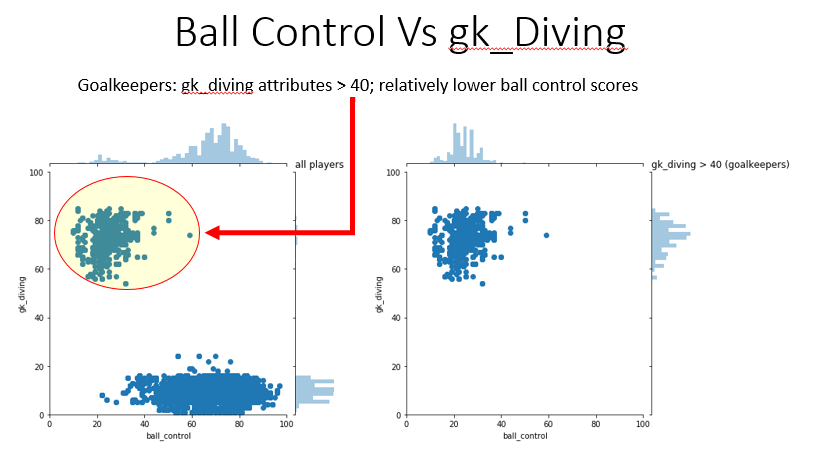 Ball Control Vs gk_Diving
Goalkeepers: gk_diving attributes > 40; relatively lower ball control scores
all players
100
80
60
40
20
0
gk_diving
0 20 40 60 80 100
ball_control
gk_diving > 40 (goalkeepers)
100
80
60
40
20
0
gk_diving
0 20 40 60 80 100
ball_control